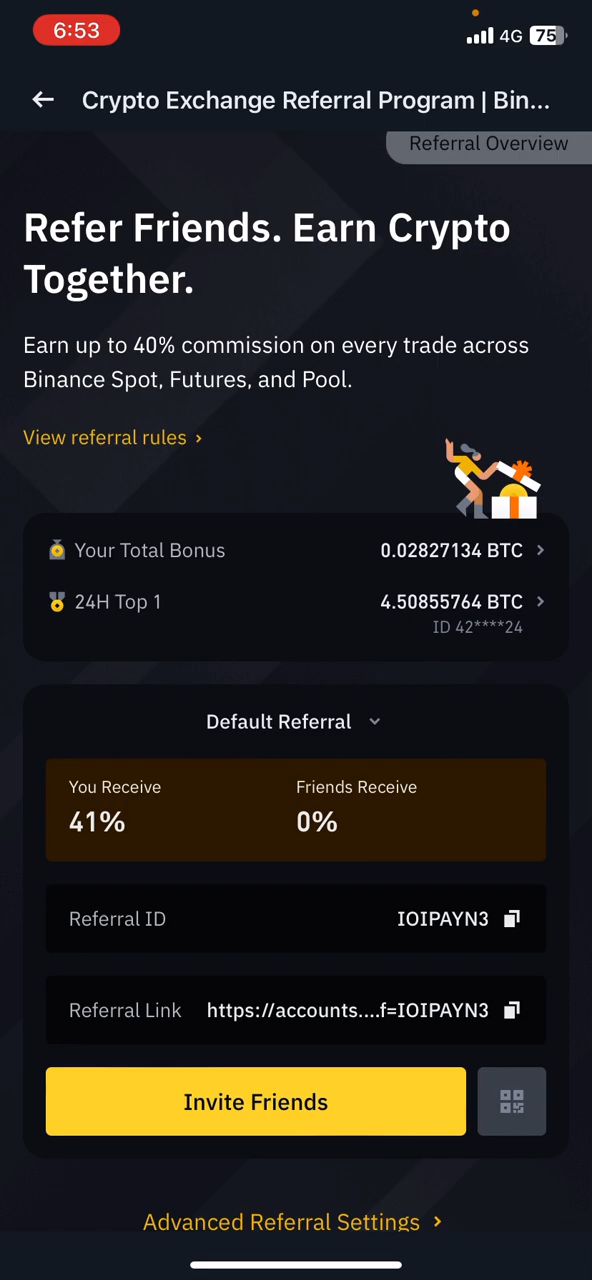 6:53
4G 75
Crypto Exchange Referral Program | Bin...
Referral Overview
Refer Friends. Earn Crypto
Together.
Earn up to 40% commission on every trade across
Binance Spot, Futures, and Pool.
View referral rules ›
Your Total Bonus 0.02827134 BTC
24H Top 1 4.50855764 BTC
ID 42****24
Default Referral
You Receive Friends Receive
41% 0%
Referral ID IOIPAYN3
Referral Link https://accounts....f=IOIPAYN3
Invite Friends
Advanced Referral Settings ›